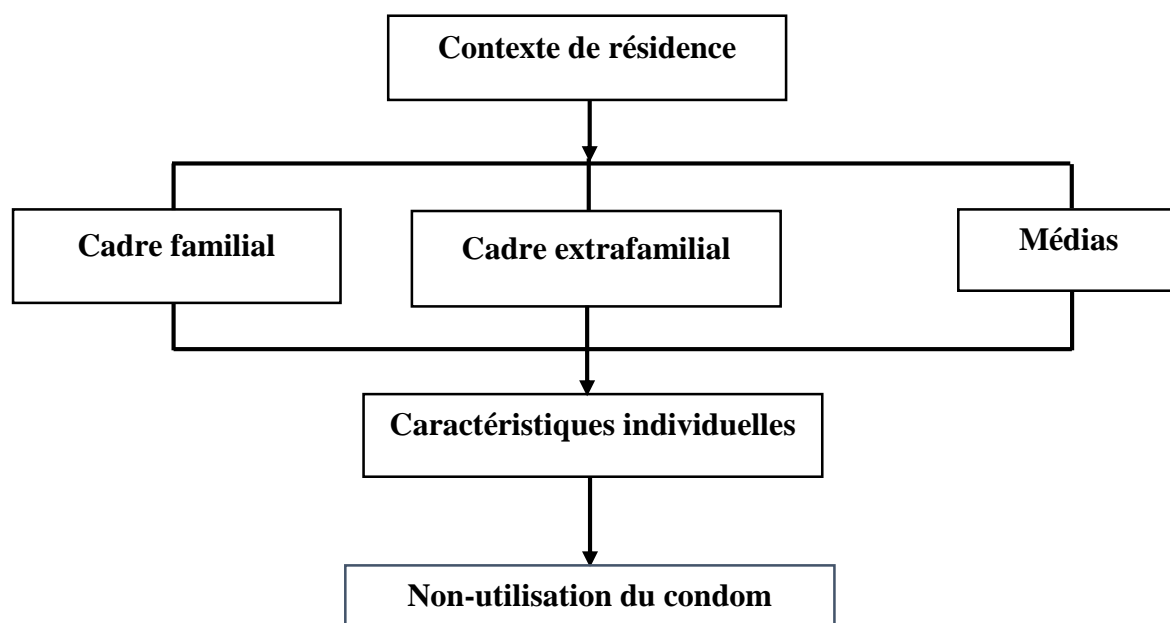 Contexte de résidence
Cadre familial
Cadre extrafamilial
Médias
Caractéristiques individuelles
Non-utilisation du condom